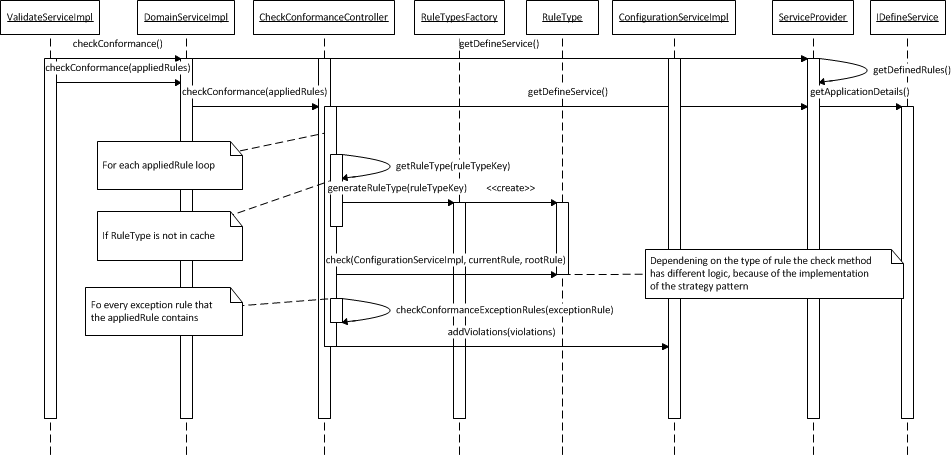 ValidateServiceImpl
DomainServiceImpl
CheckConformanceController
RuleTypesFactory
RuleType
ConfigurationServiceImpl
ServiceProvider
IDefineService
checkConformance()
getDefineService()
checkConformance(appliedRules)
getDefinedRules()
checkConformance(appliedRules)
getDefineService()
getApplicationDetails()
For each appliedRule loop
getRuleType(ruleTypeKey)
generateRuleType(ruleTypeKey)
<<create>>
If RuleType is not in cache
check(ConfigurationServiceImpl, currentRule, rootRule)
Dependening on the type of rule the check method
has different logic, because of the implementation
of the strategy pattern
Fo every exception rule that
the appliedRule contains
checkConformanceExceptionRules(exceptionRule)
addViolations(violations)